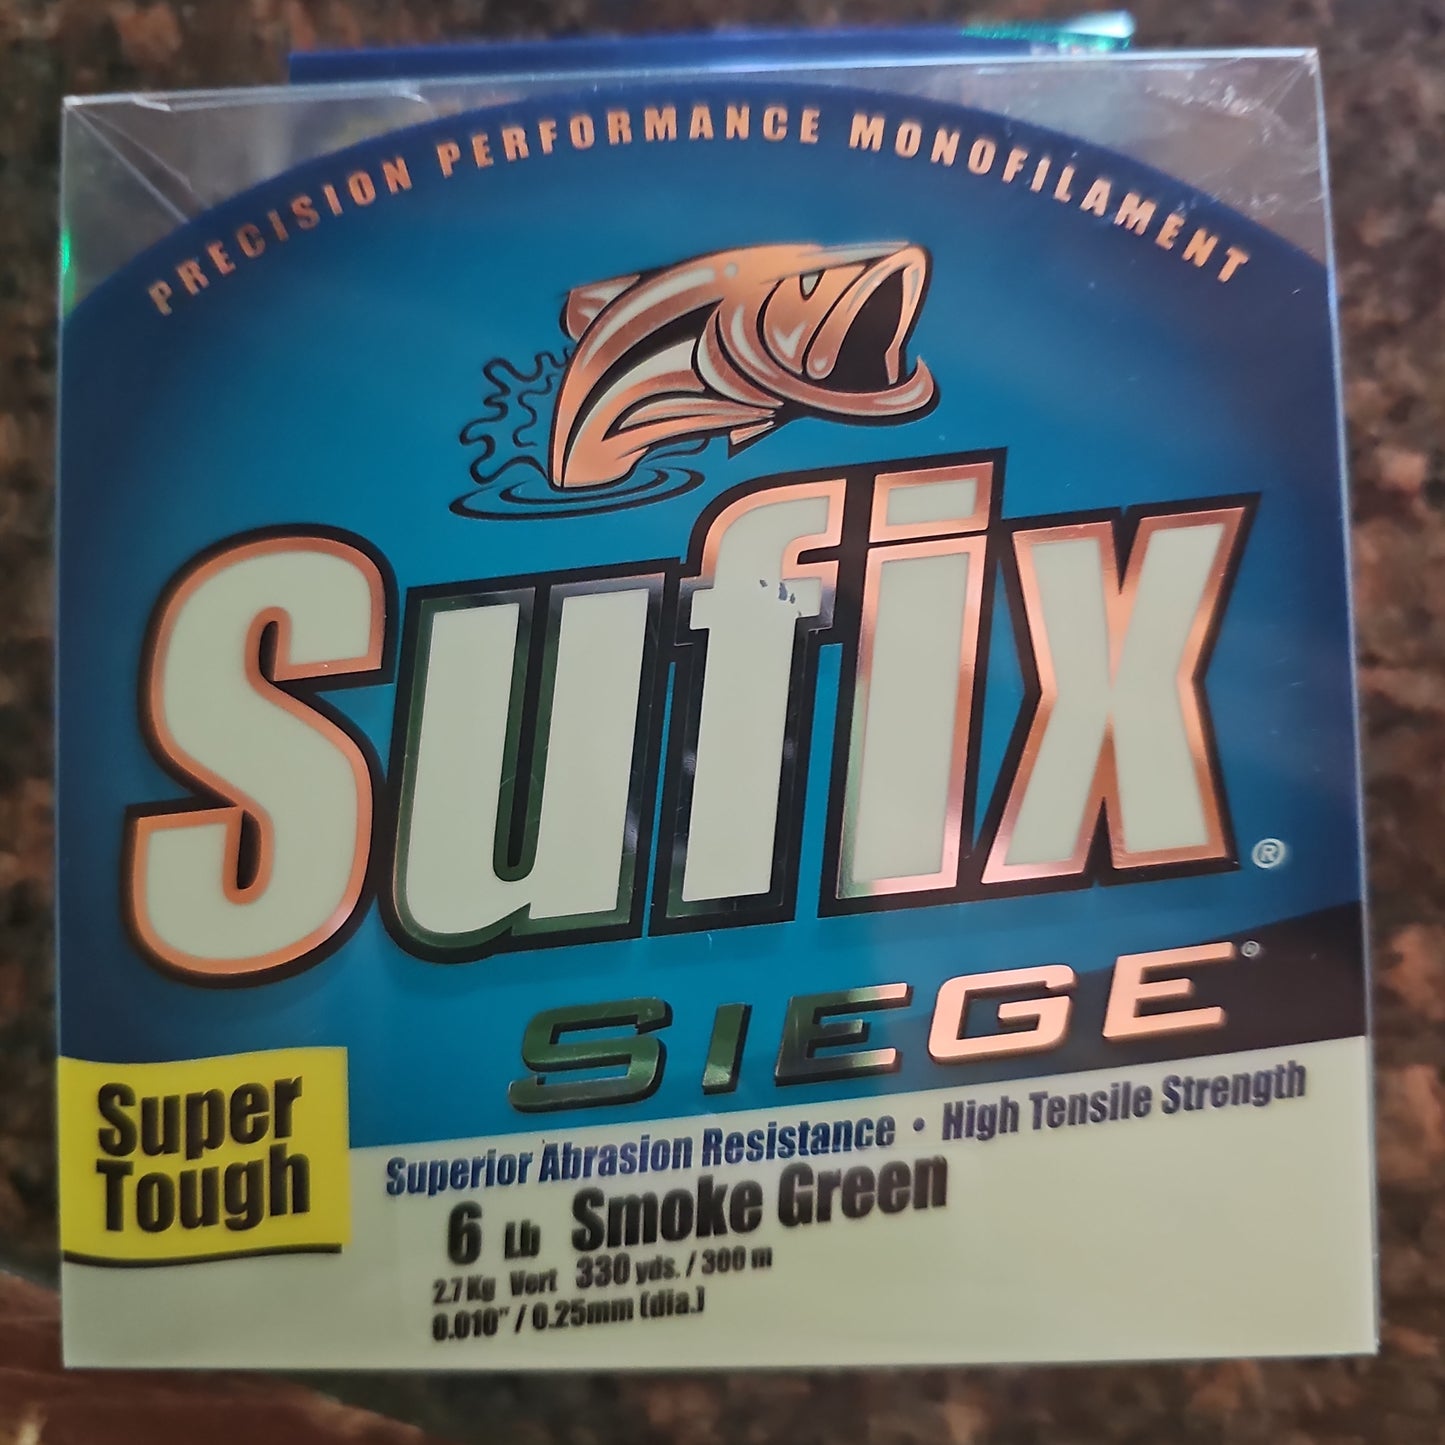 PRECISION PERFORMANCE MONOFILAMENT
Sufix®
SIEGE®
Super
Tough
Superior Abrasion Resistance • High Tensile Strength
6 Lb Smoke Green
2.7 Kg Vert 330 yds. / 300 m
0.010" / 0.25mm (dia.)